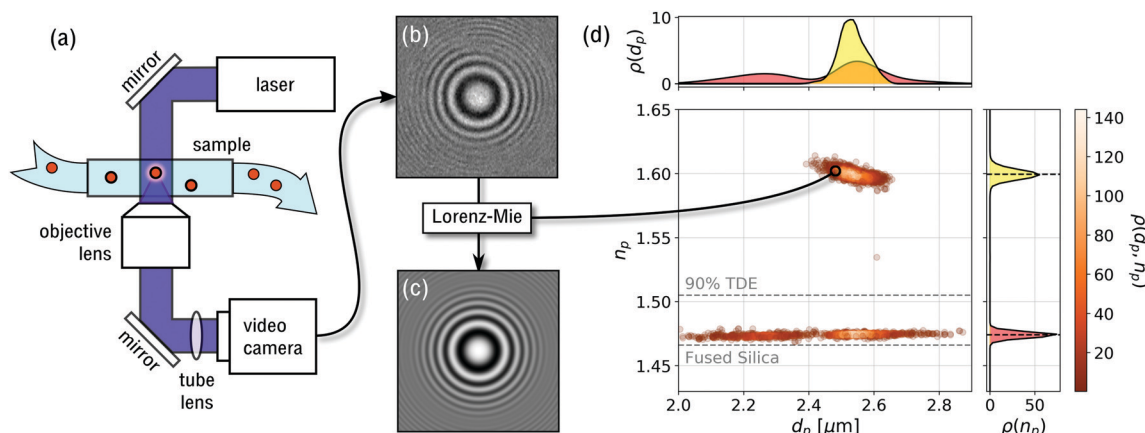 (a)
mirror
laser
sample
objective
lens
mirror
tube
lens
video
camera
(b)
Lorenz-Mie
(c)
(d)
ρ(dₚ)
10
0
nₚ
1.65
1.60
1.55
1.50
1.45
90% TDE
Fused Silica
2.0 2.2 2.4 2.6 2.8
dₚ [μm]
0 50
ρ(nₚ)
140
120
100
80
60
40
20
ρ(dₚ, nₚ)